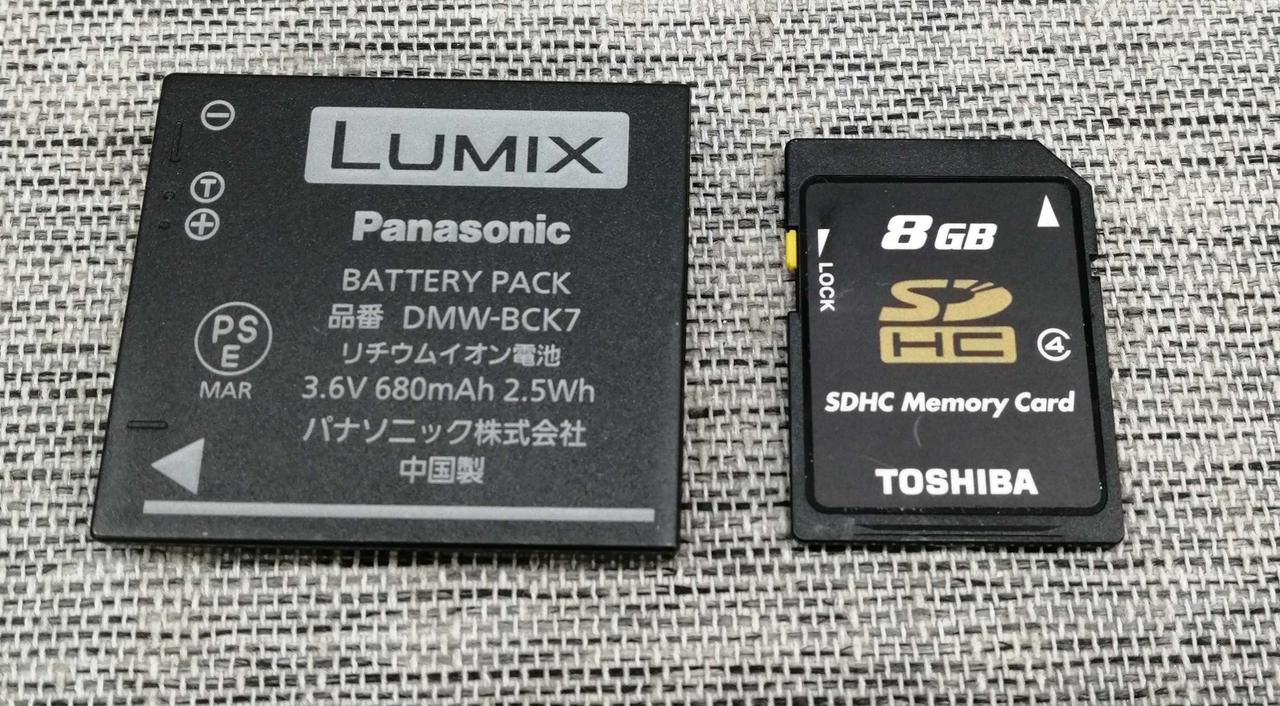 LUMIX
Panasonic
BATTERY PACK
品番 DMW-BCK7
リチウムイオン電池
3.6V 680mAh 2.5Wh
パナソニック株式会社
中国製
T
PS
E
MAR
8 GB
LOCK
SD
HC
4
SDHC Memory Card
TOSHIBA